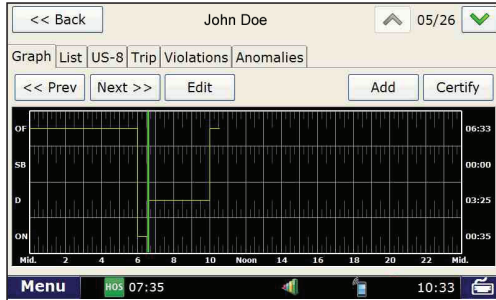 << Back John Doe 05/26
Graph List US-8 Trip Violations Anomalies
<< Prev Next >> Edit Add Certify
OF 06:33
SB 00:00
D 03:25
ON 00:35
Mid. 2 4 6 8 10 Noon 14 16 18 20 22 Mid.
Menu HOS 07:35 10:33